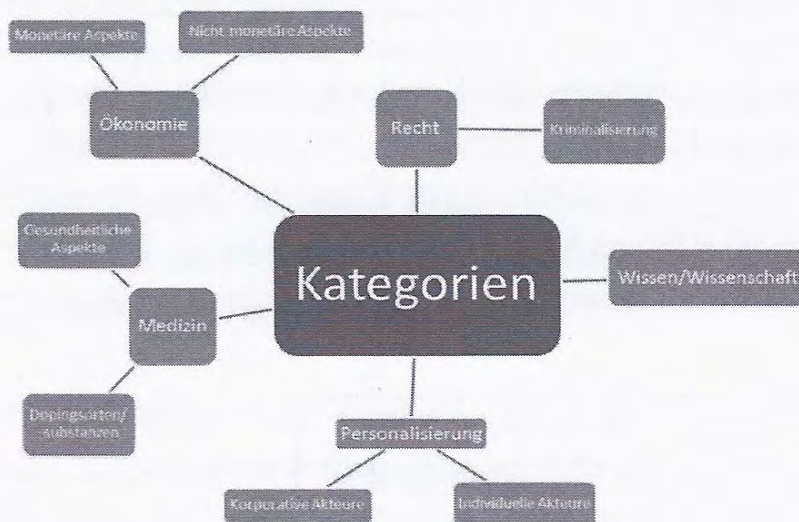 Monetäre Aspekte
Nicht monetäre Aspekte
Ökonomie
Recht
Kriminalisierung
Gesundheitliche
Aspekte
Kategorien
Wissen/Wissenschaft
Medizin
Dopingsorten/
substanzen
Personalisierung
Korporative Akteure
Individuelle Akteure